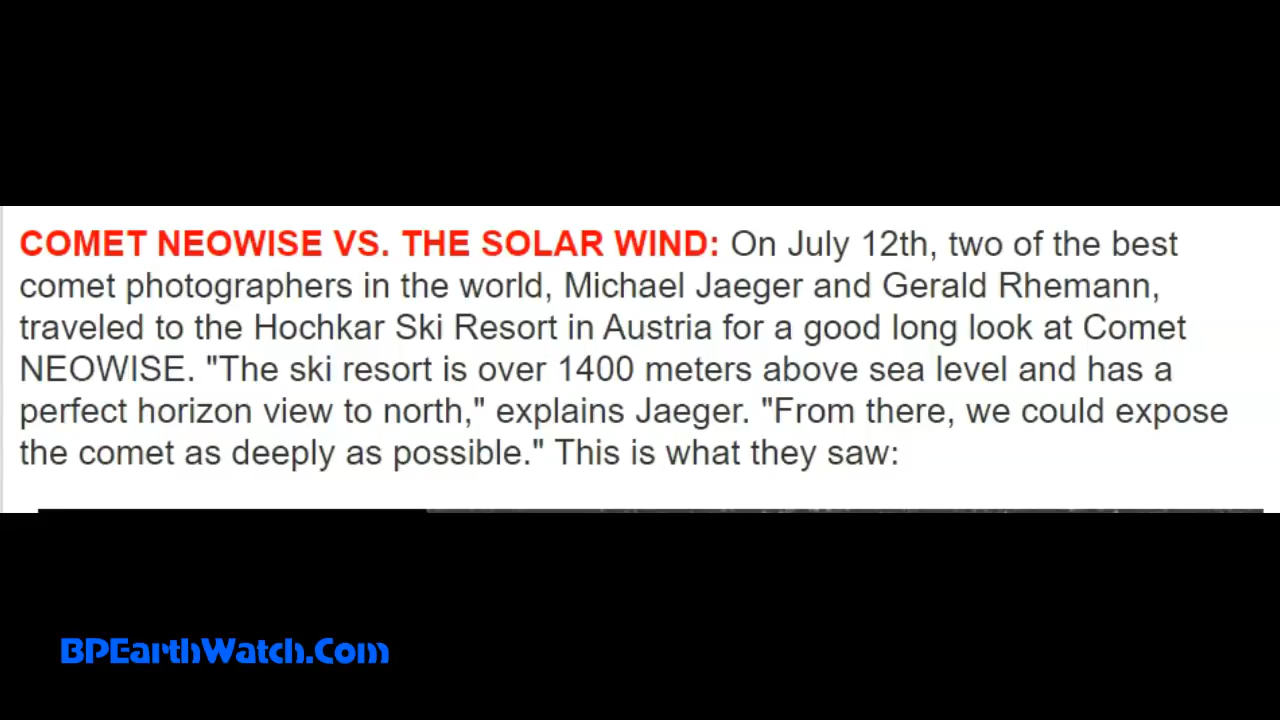 COMET NEOWISE VS. THE SOLAR WIND: On July 12th, two of the best
comet photographers in the world, Michael Jaeger and Gerald Rhemann,
traveled to the Hochkar Ski Resort in Austria for a good long look at Comet
NEOWISE. "The ski resort is over 1400 meters above sea level and has a
perfect horizon view to north," explains Jaeger. "From there, we could expose
the comet as deeply as possible." This is what they saw:
BPEarthWatch.Com